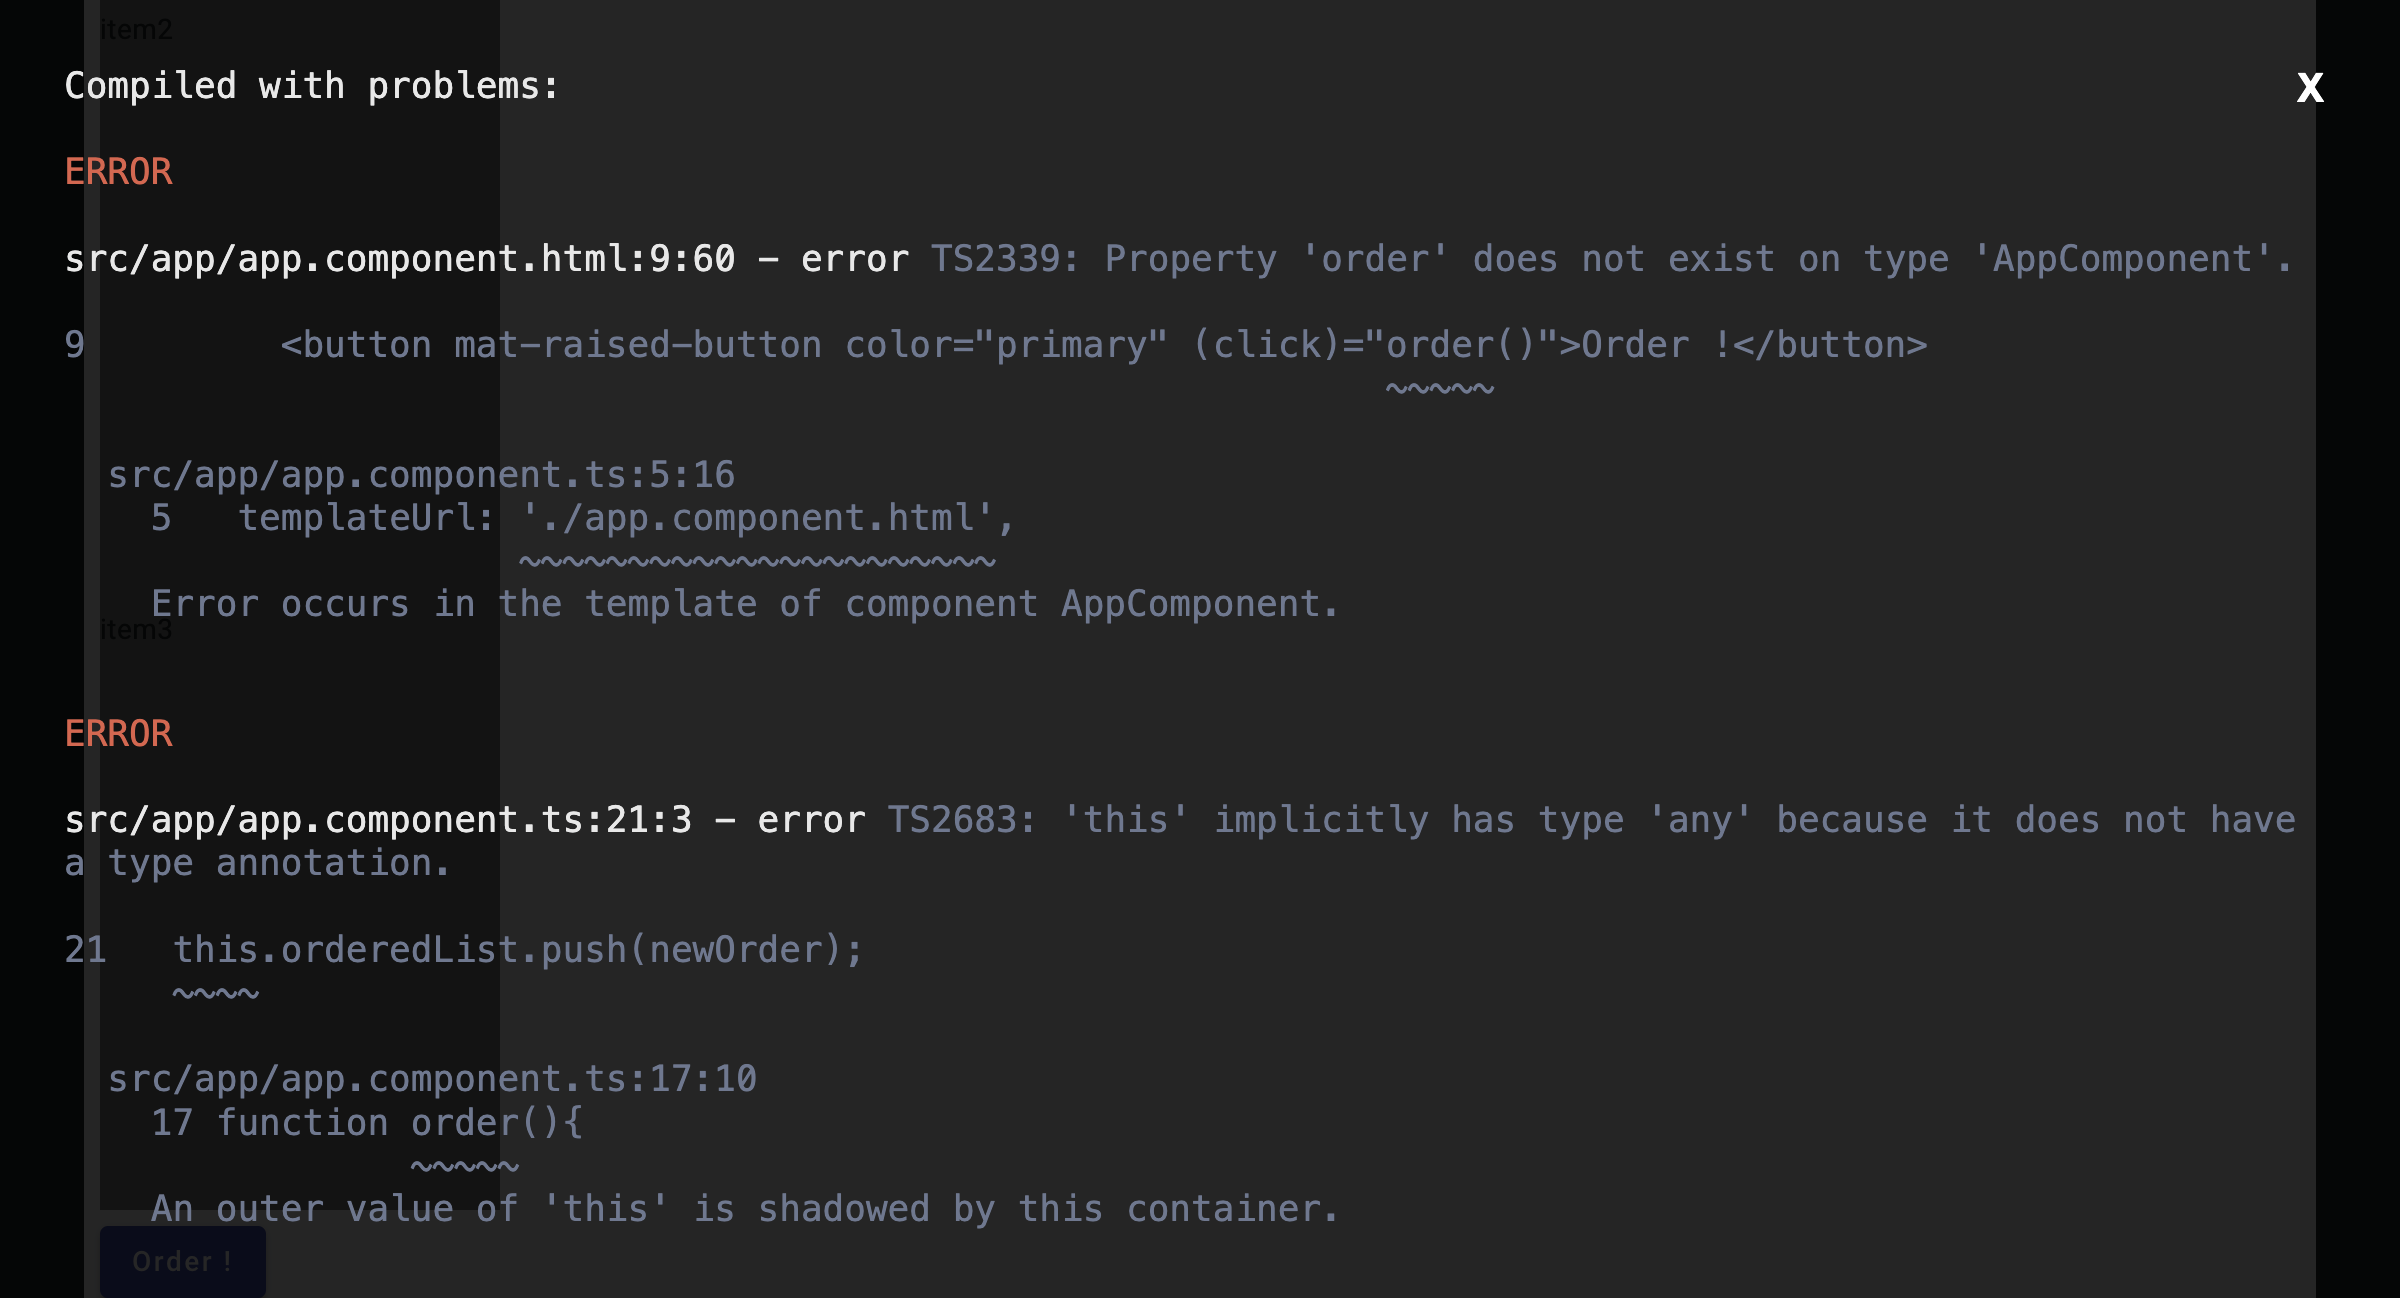 item2
Compiled with problems:
X
ERROR
src/app/app.component.html:9:60 - error TS2339: Property 'order' does not exist on type 'AppComponent'.
9         <button mat-raised-button color="primary" (click)="order()">Order !</button>
~~~~~
src/app/app.component.ts:5:16
5   templateUrl: './app.component.html',
~~~~~~~~~~~~~~~~~~~~~~
Error occurs in the template of component AppComponent.
item3
ERROR
src/app/app.component.ts:21:3 - error TS2683: 'this' implicitly has type 'any' because it does not have
a type annotation.
21   this.orderedList.push(newOrder);
~~~~
src/app/app.component.ts:17:10
17 function order(){
~~~~~
An outer value of 'this' is shadowed by this container.
Order !